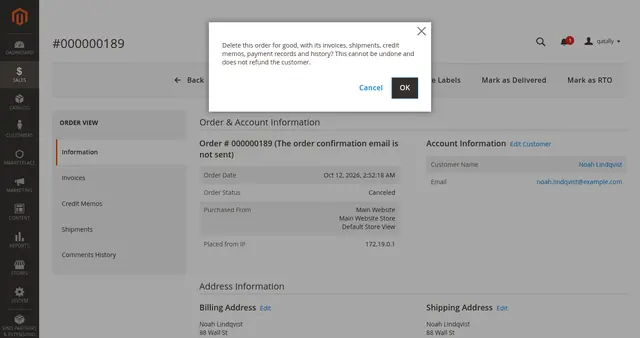 #000000189
1
qatally
Delete this order for good, with its invoices, shipments, credit
memos, payment records and history? This cannot be undone and
does not refund the customer.
Cancel
OK
Back
e Labels
Mark as Delivered
Mark as RTO
DASHBOARD
SALES
CATALOG
CUSTOMERS
MARKETPLACE
MARKETING
CONTENT
REPORTS
STORES
SYSTEM
FIND PARTNERS
& EXTENSIONS
ORDER VIEW
Information
Invoices
Credit Memos
Shipments
Comments History
Order & Account Information
Order # 000000189 (The order confirmation email is
not sent)
Order Date Oct 12, 2026, 2:52:18 AM
Order Status Canceled
Purchased From Main Website
Main Website Store
Default Store View
Placed from IP 172.19.0.1
Account Information Edit Customer
Customer Name Noah Lindqvist
Email noah.lindqvist@example.com
Address Information
Billing Address Edit
Noah Lindqvist
88 Wall St
Shipping Address Edit
Noah Lindqvist
88 Wall St